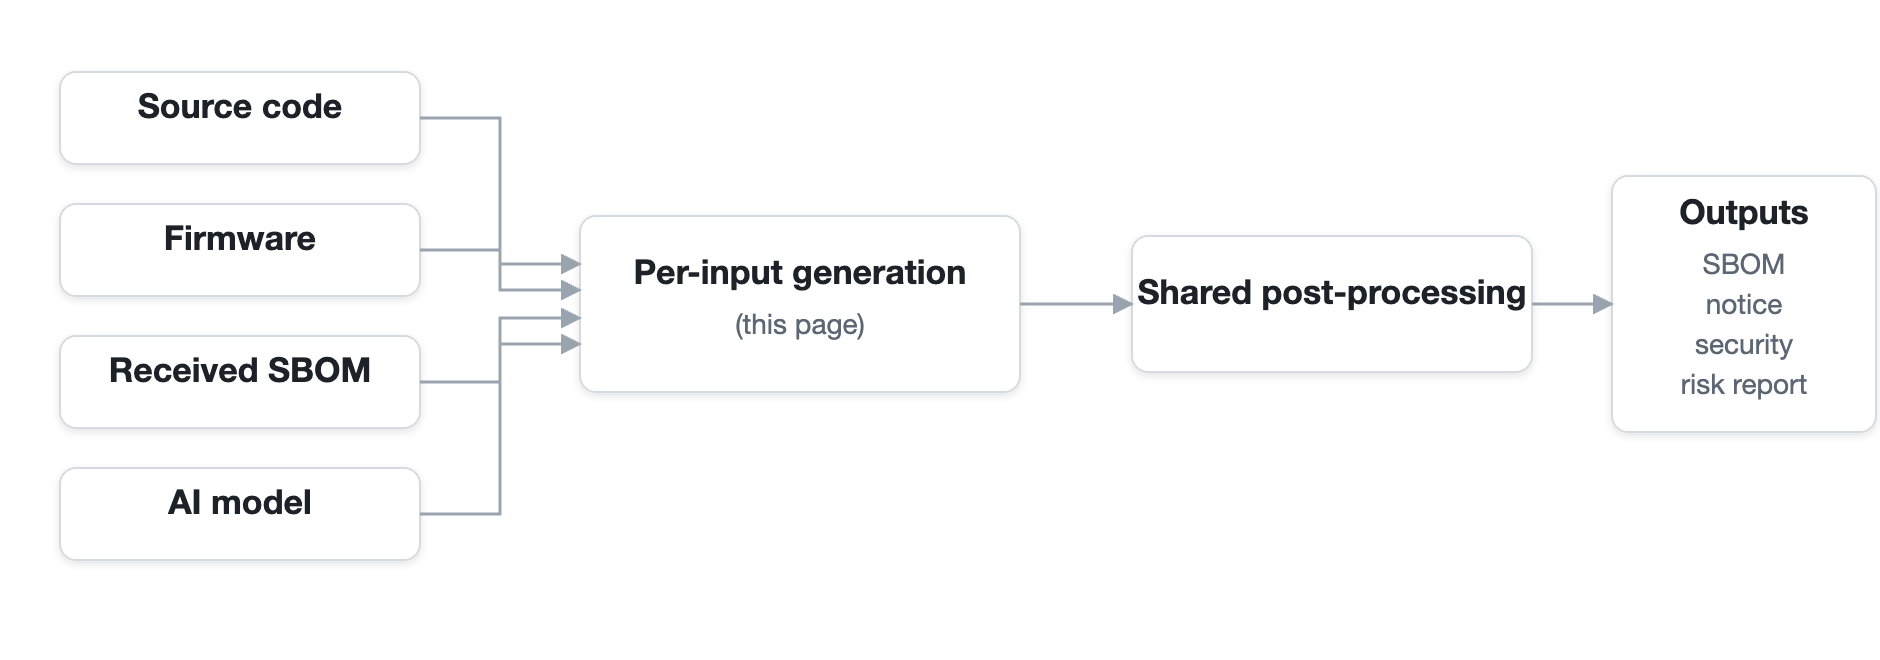 Source code
Firmware
Received SBOM
AI model
Per-input generation
(this page)
Shared post-processing
Outputs
SBOM
notice
security
risk report